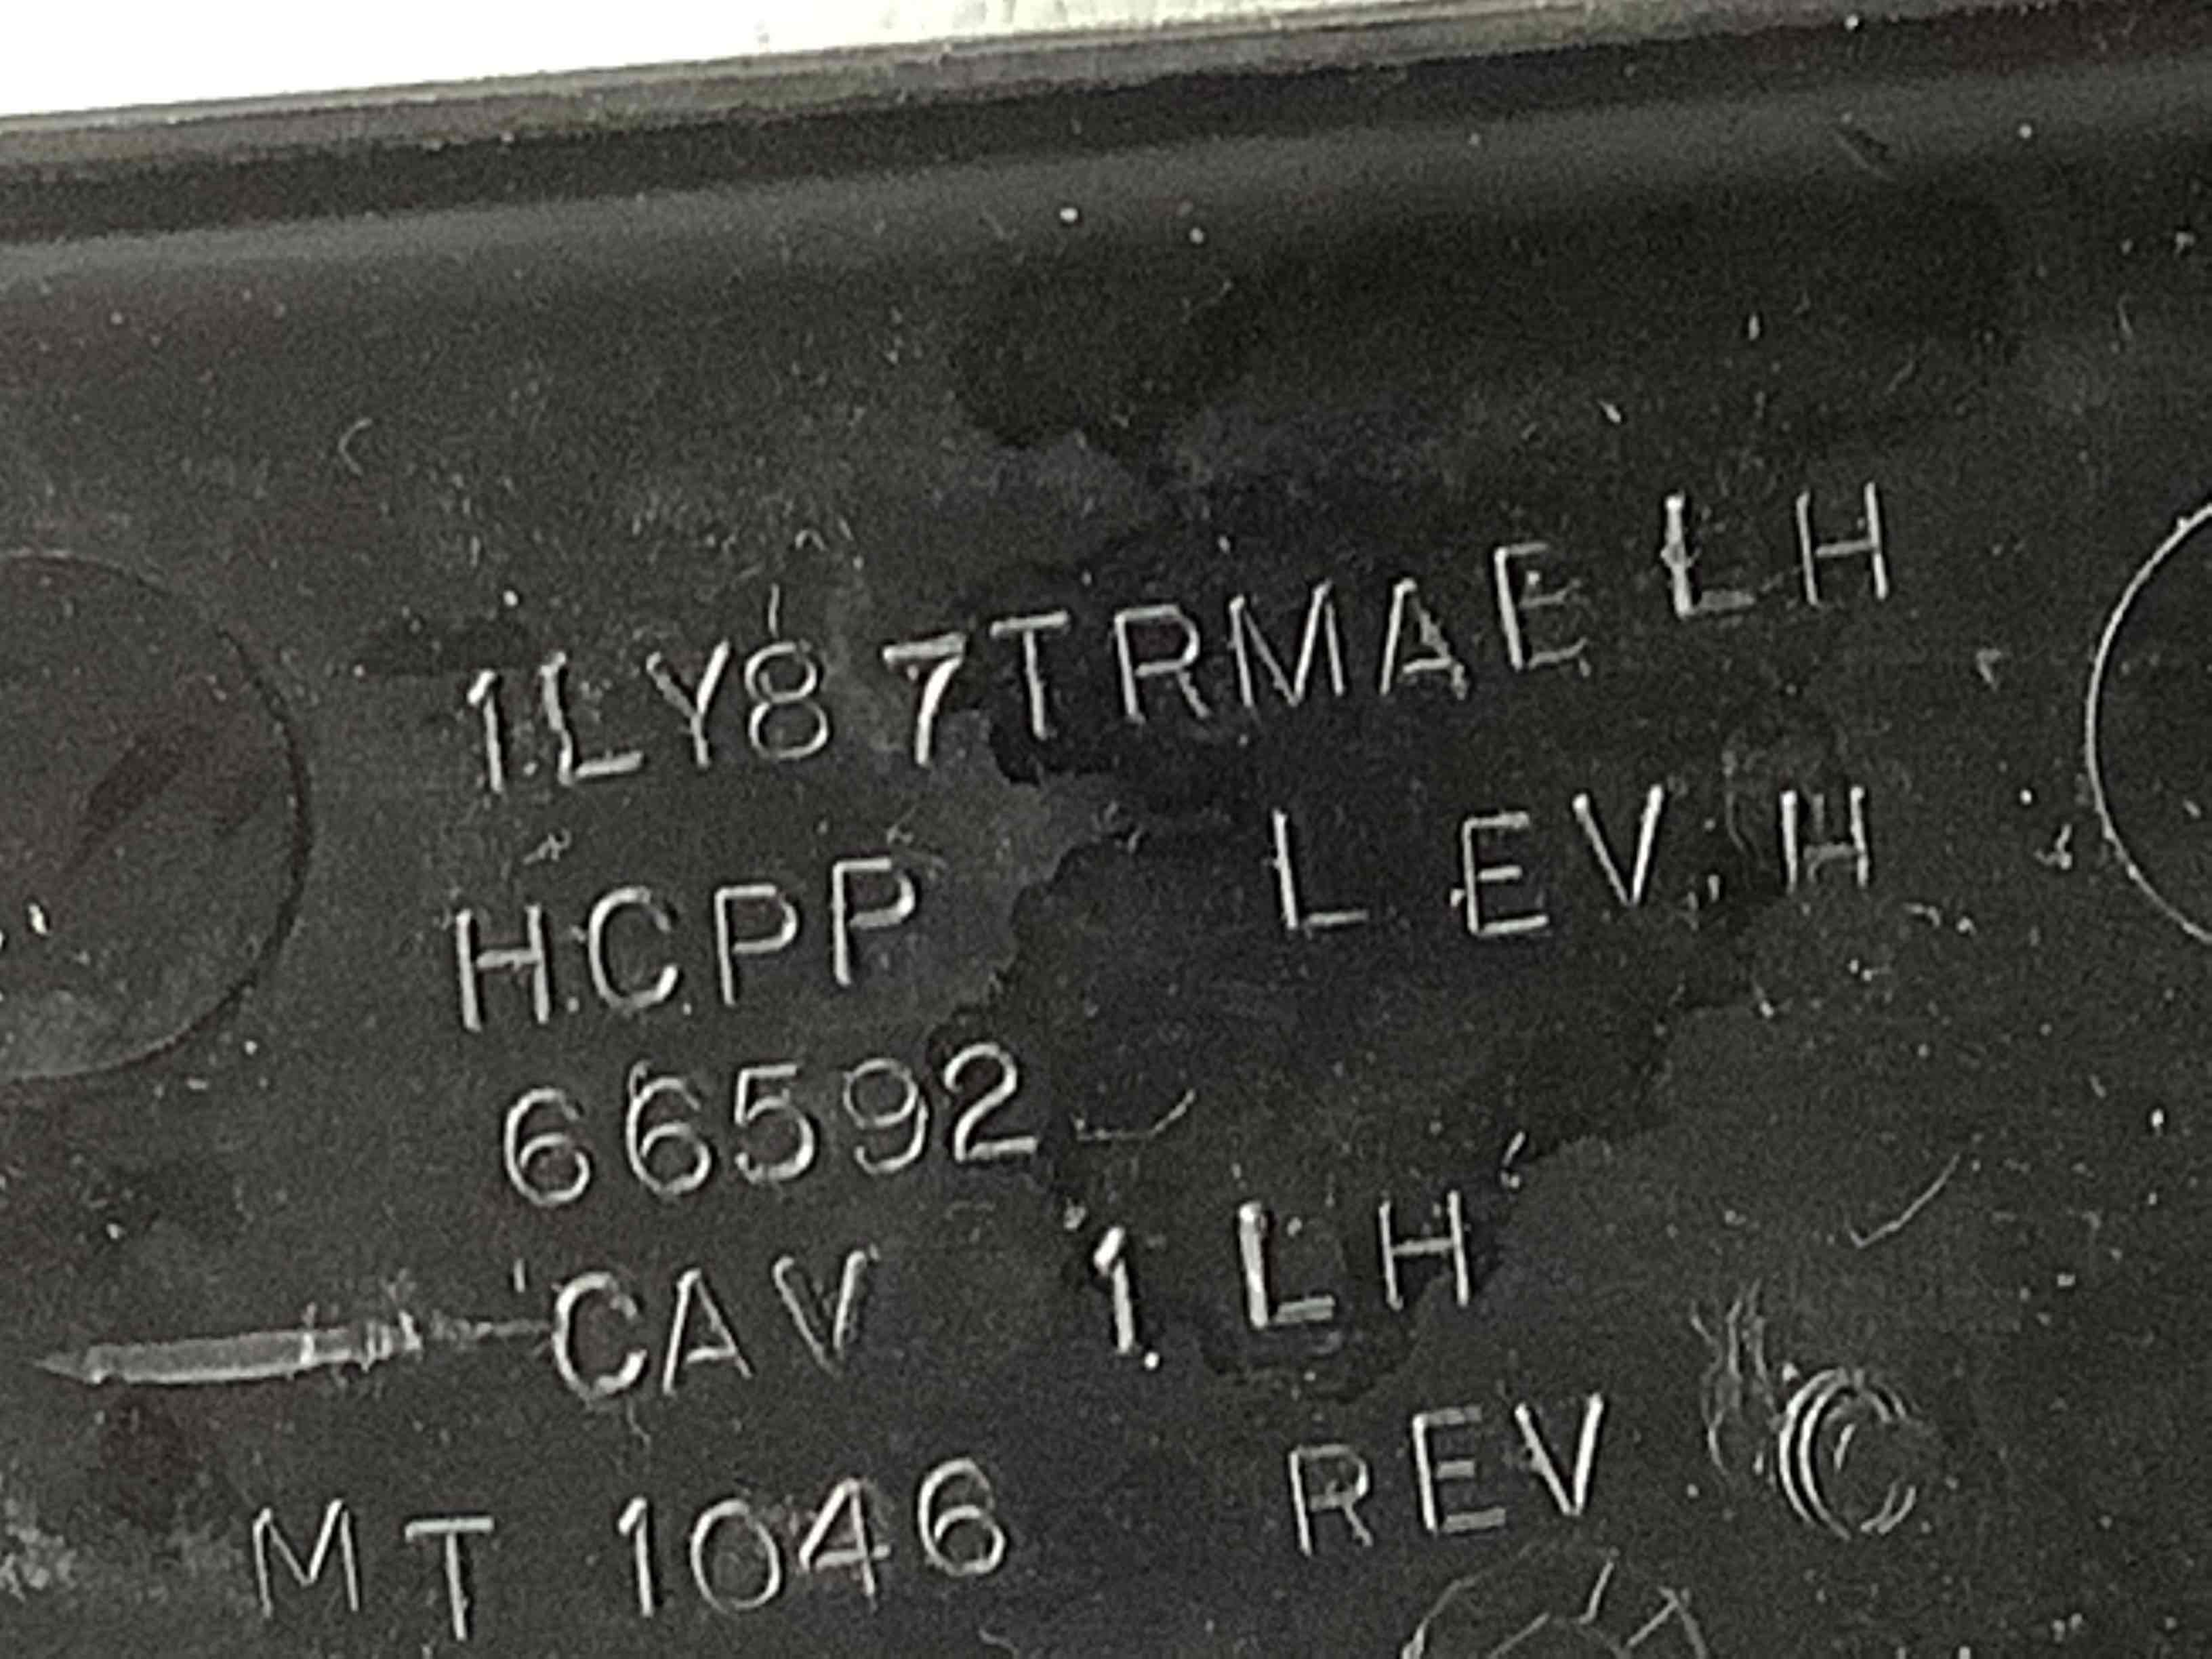 1LY87TRMAE LH
HCPP L EV H
66592
CAV 1 LH
MT 1046 REV C